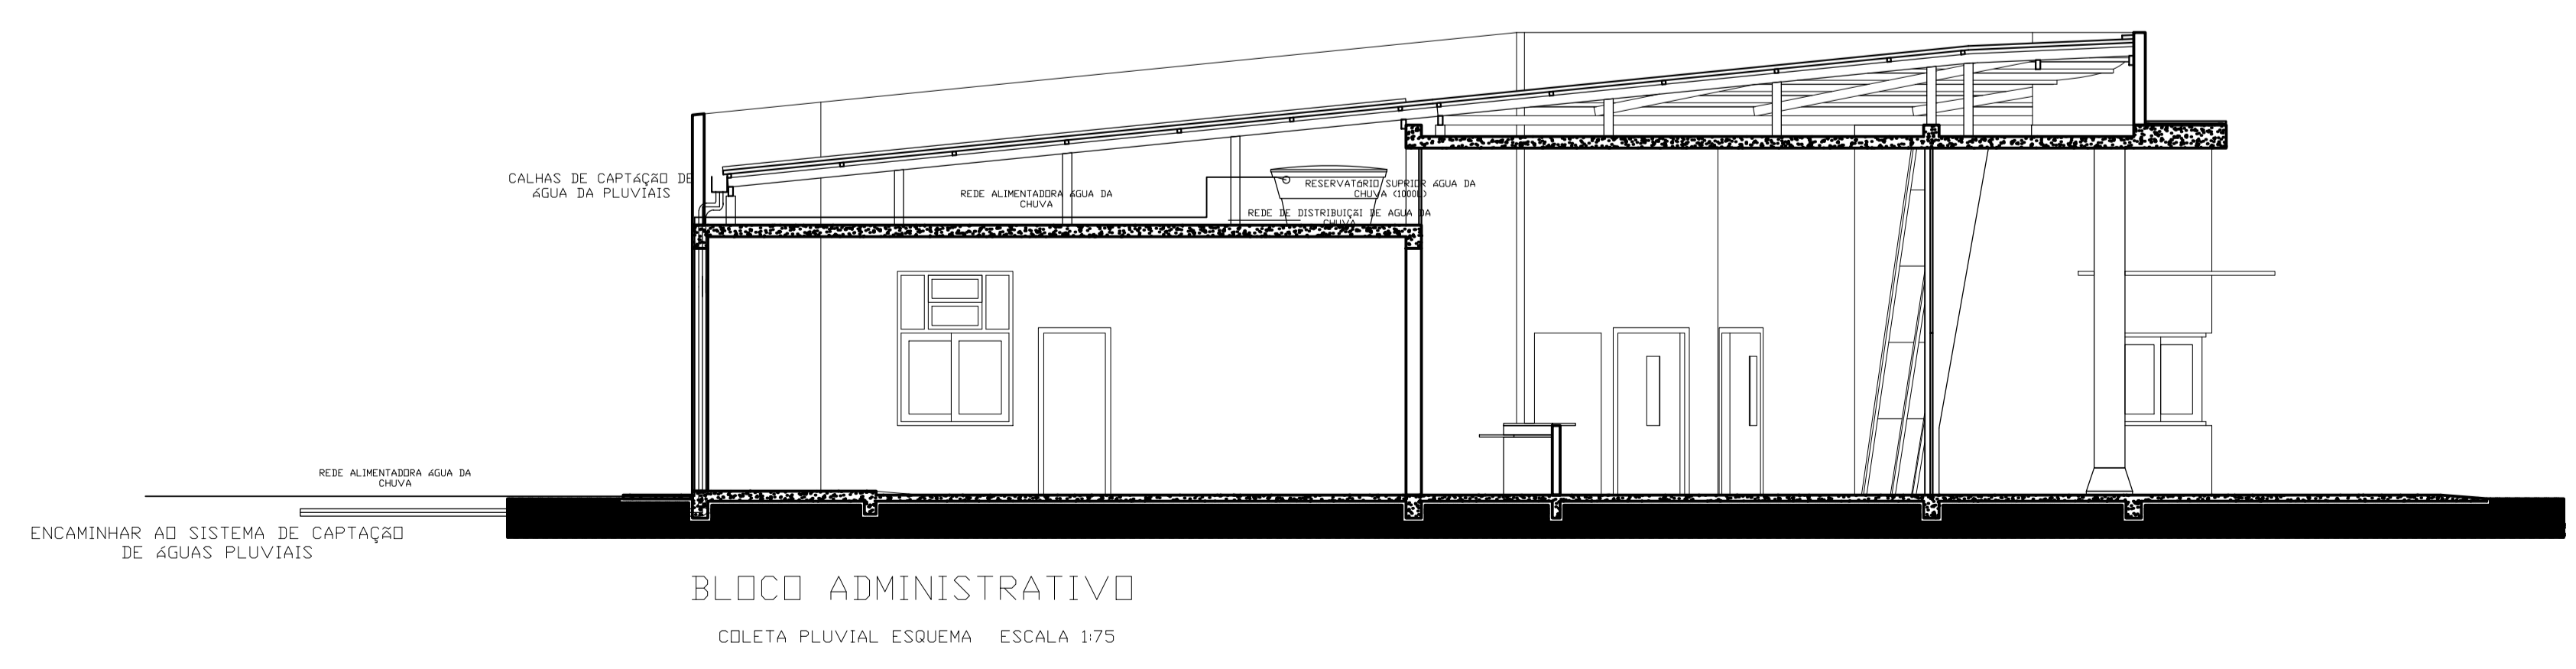 CALHAS DE CAPTAÇÃO DE
ÁGUA DA PLUVIAIS
REDE ALIMENTADORA ÁGUA DA
CHUVA
RESERVATÓRIO SUPRIOR ÁGUA DA
CHUVA (1000L)
REDE DE DISTRIBUIÇÃI DE AGUA DA
CHUVA
REDE ALIMENTADORA ÁGUA DA
CHUVA
ENCAMINHAR AO SISTEMA DE CAPTAÇÃO
DE ÁGUAS PLUVIAIS
BLOCO ADMINISTRATIVO
COLETA PLUVIAL ESQUEMA ESCALA 1:75